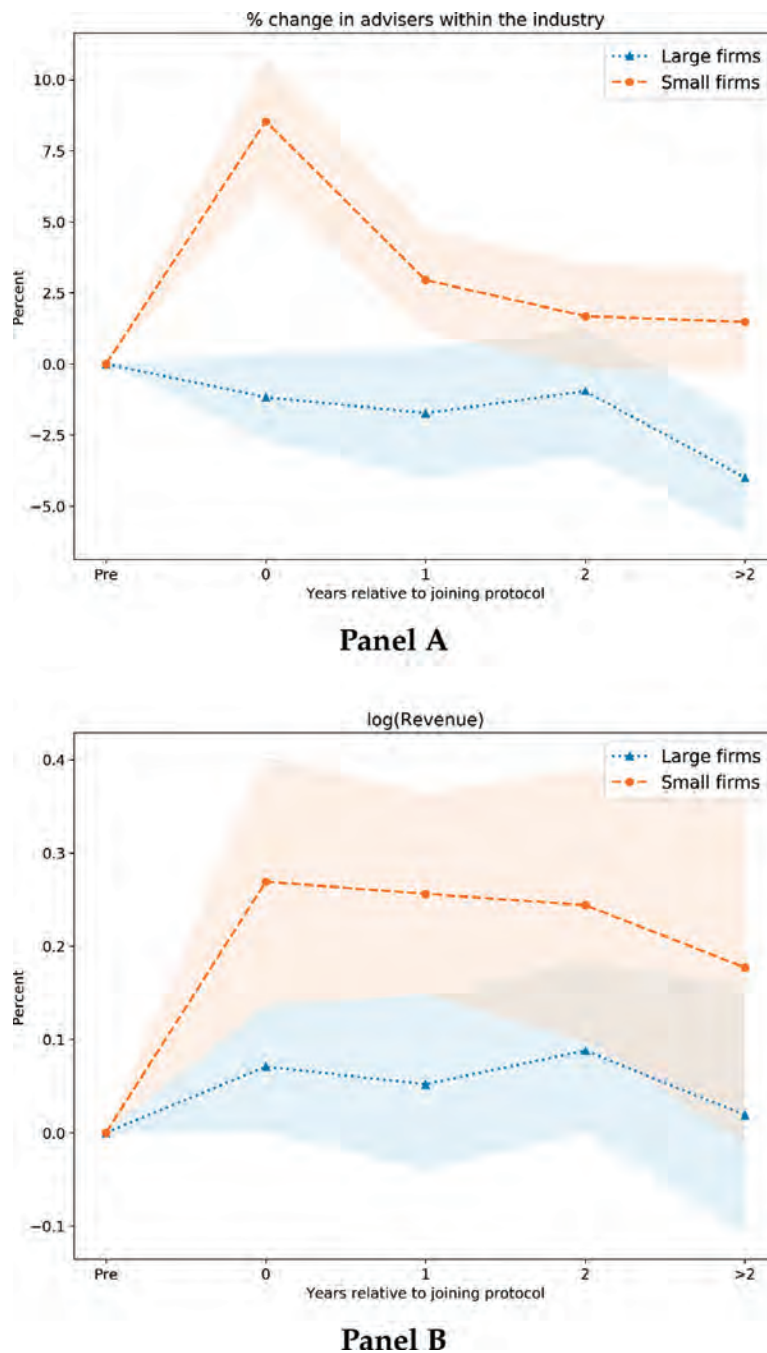 % change in advisers within the industry
Large firms
Small firms
10.0
7.5
5.0
2.5
0.0
−2.5
−5.0
Percent
Pre 0 1 2 >2
Years relative to joining protocol
Panel A
log(Revenue)
Large firms
Small firms
0.4
0.3
0.2
0.1
0.0
−0.1
Percent
Pre 0 1 2 >2
Years relative to joining protocol
Panel B